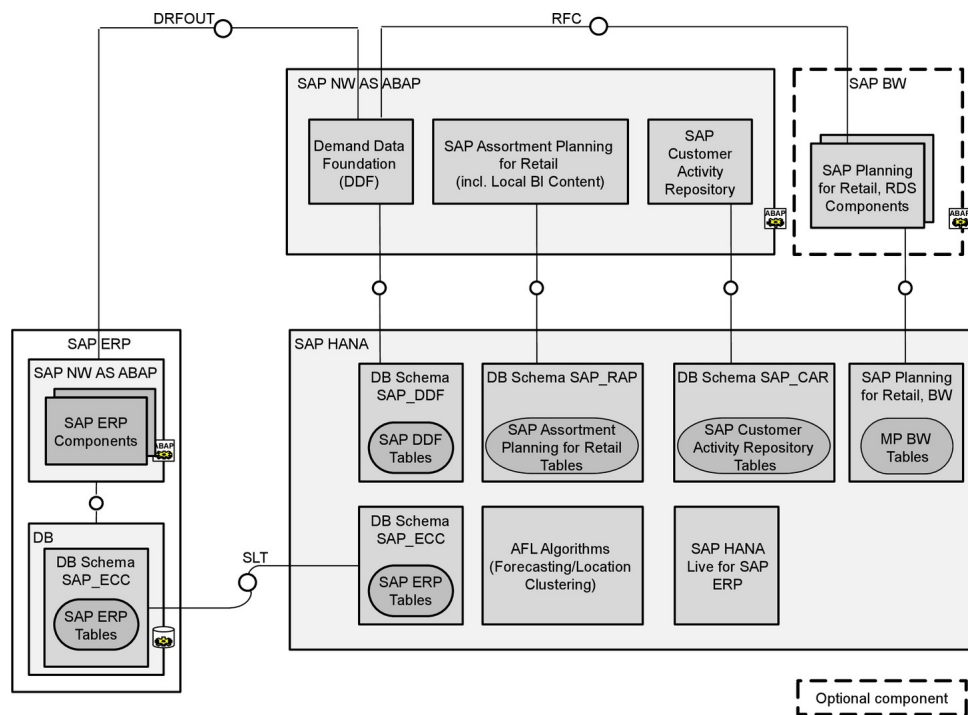 DRFOUT
RFC
SAP NW AS ABAP
SAP BW
Demand Data
Foundation
(DDF)
SAP Assortment Planning
for Retail
(incl. Local BI Content)
SAP
Customer
Activity
Repository
SAP Planning
for Retail, RDS
Components
ABAP
ABAP
SAP ERP
SAP NW AS ABAP
SAP ERP
Components
ABAP
DB
DB Schema
SAP_ECC
SAP ERP
Tables
SLT
SAP HANA
DB Schema
SAP_DDF
SAP DDF
Tables
DB Schema SAP_RAP
SAP Assortment
Planning for Retail
Tables
DB Schema SAP_CAR
SAP Customer
Activity Repository
Tables
SAP Planning
for Retail, BW
MP BW
Tables
DB Schema
SAP_ECC
SAP ERP
Tables
AFL Algorithms
(Forecasting/Location
Clustering)
SAP HANA
Live for SAP
ERP
Optional component